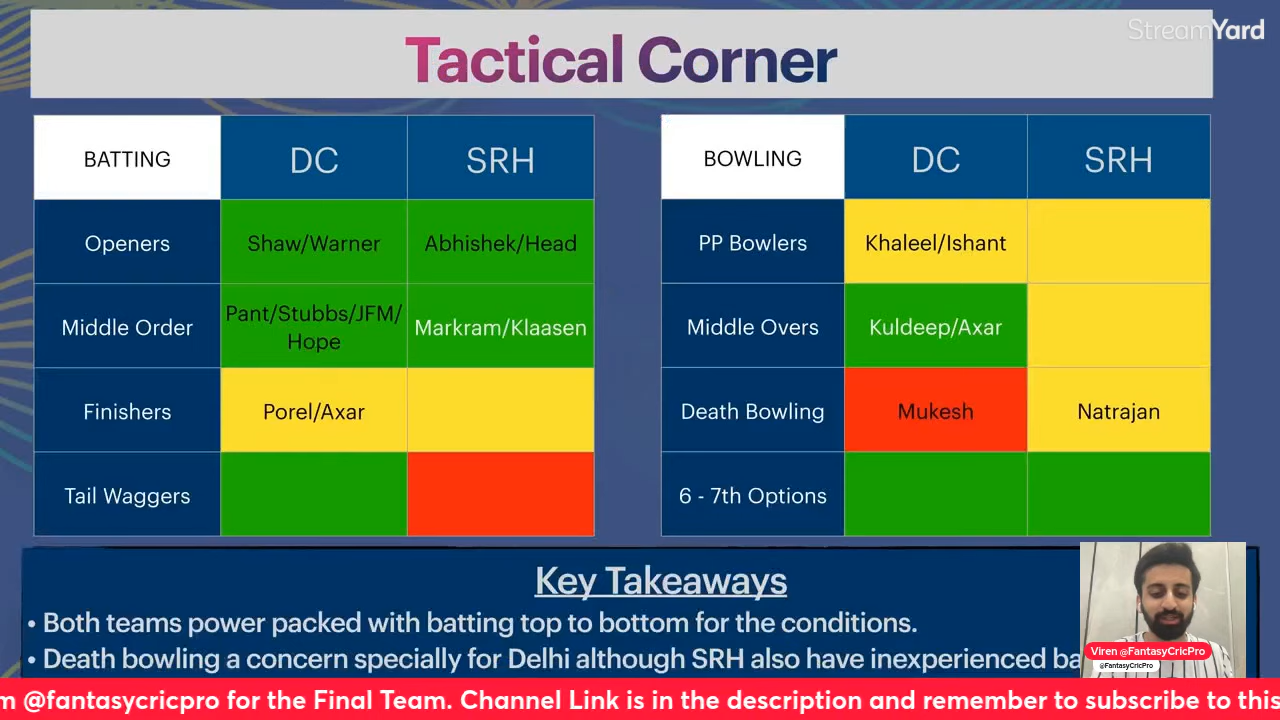 StreamYard
Tactical Corner
BATTING DC SRH
Openers Shaw/Warner Abhishek/Head
Middle Order Pant/Stubbs/JFM/
Hope Markram/Klaasen
Finishers Porel/Axar
Tail Waggers
BOWLING DC SRH
PP Bowlers Khaleel/Ishant
Middle Overs Kuldeep/Axar
Death Bowling Mukesh Natrajan
6 - 7th Options
Key Takeaways
• Both teams power packed with batting top to bottom for the conditions.
• Death bowling a concern specially for Delhi although SRH also have inexperienced ba
Viren @FantasyCricPro
@FantasyCricPro
m @fantasycricpro for the Final Team. Channel Link is in the description and remember to subscribe to this